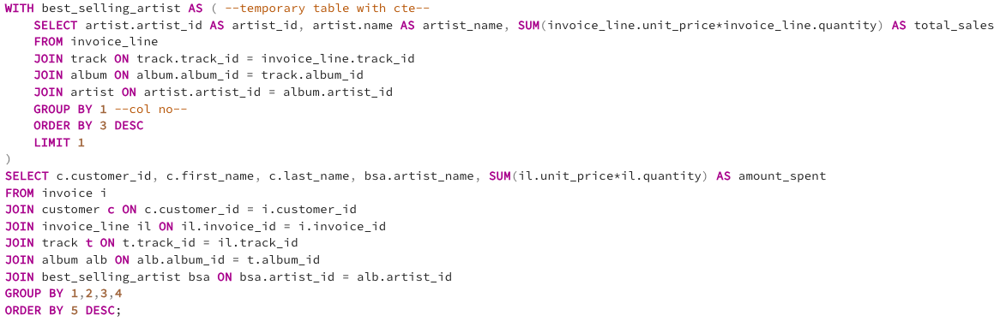 WITH best_selling_artist AS ( --temporary table with cte--
    SELECT artist.artist_id AS artist_id, artist.name AS artist_name, SUM(invoice_line.unit_price*invoice_line.quantity) AS total_sales
    FROM invoice_line
    JOIN track ON track.track_id = invoice_line.track_id
    JOIN album ON album.album_id = track.album_id
    JOIN artist ON artist.artist_id = album.artist_id
    GROUP BY 1 --col no--
    ORDER BY 3 DESC
    LIMIT 1
)
SELECT c.customer_id, c.first_name, c.last_name, bsa.artist_name, SUM(il.unit_price*il.quantity) AS amount_spent
FROM invoice i
JOIN customer c ON c.customer_id = i.customer_id
JOIN invoice_line il ON il.invoice_id = i.invoice_id
JOIN track t ON t.track_id = il.track_id
JOIN album alb ON alb.album_id = t.album_id
JOIN best_selling_artist bsa ON bsa.artist_id = alb.artist_id
GROUP BY 1,2,3,4
ORDER BY 5 DESC;